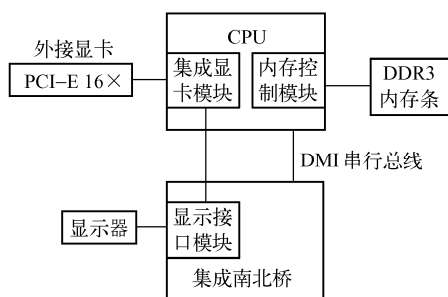 CPU
外接显卡
PCI–E 16×
集成显
卡模块
内存控
制模块
DDR3
内存条
DMI 串行总线
显示器
显示接
口模块
集成南北桥